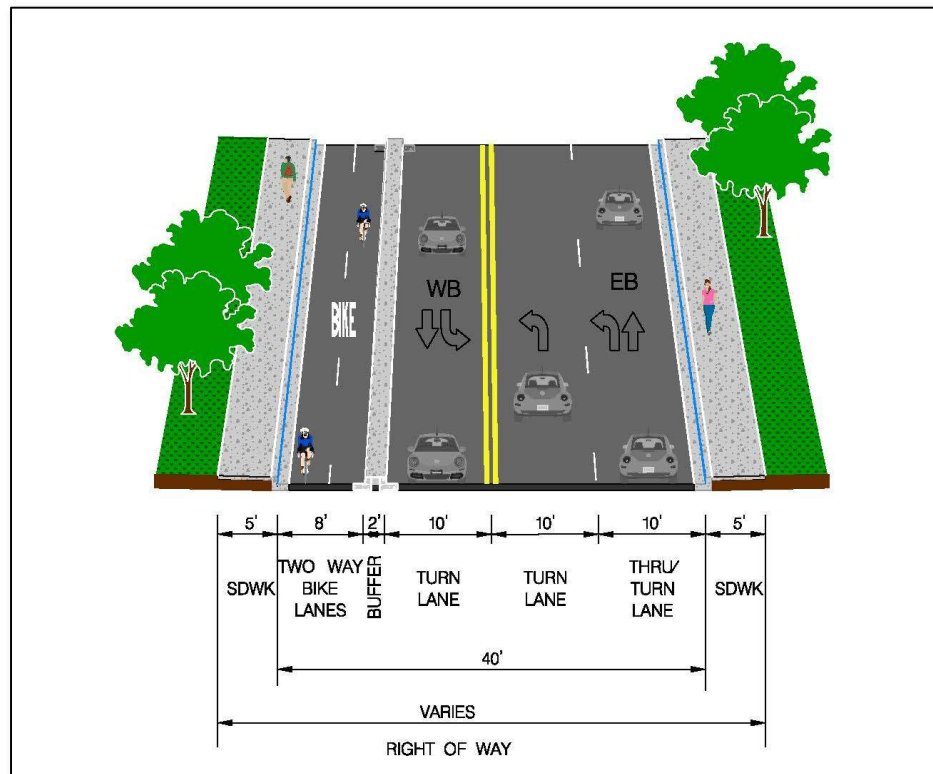 WB
EB
BIKE
5'
8'
2'
10'
10'
10'
5'
SDWK
TWO WAY
BIKE
LANES
BUFFER
TURN
LANE
TURN
LANE
THRU/
TURN
LANE
SDWK
40'
VARIES
RIGHT OF WAY